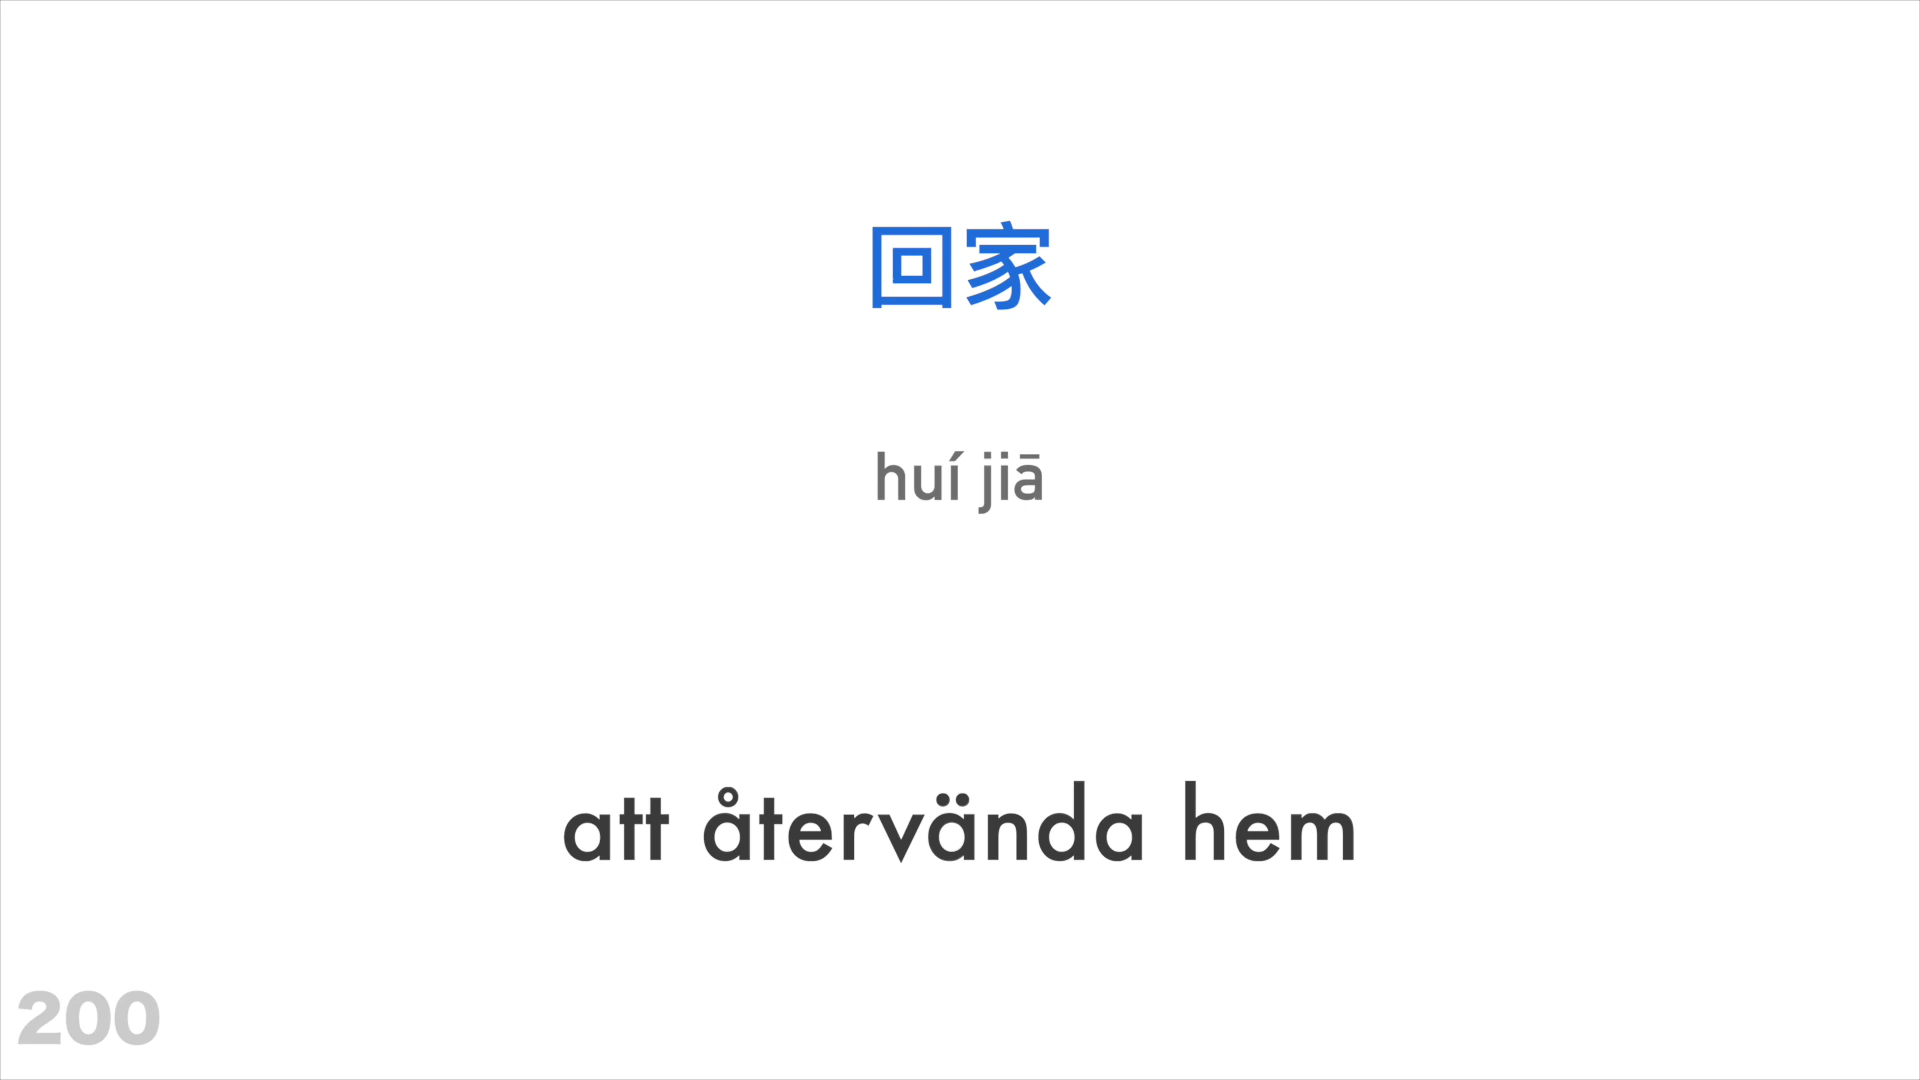 回家
huí jiā
att återvända hem
200